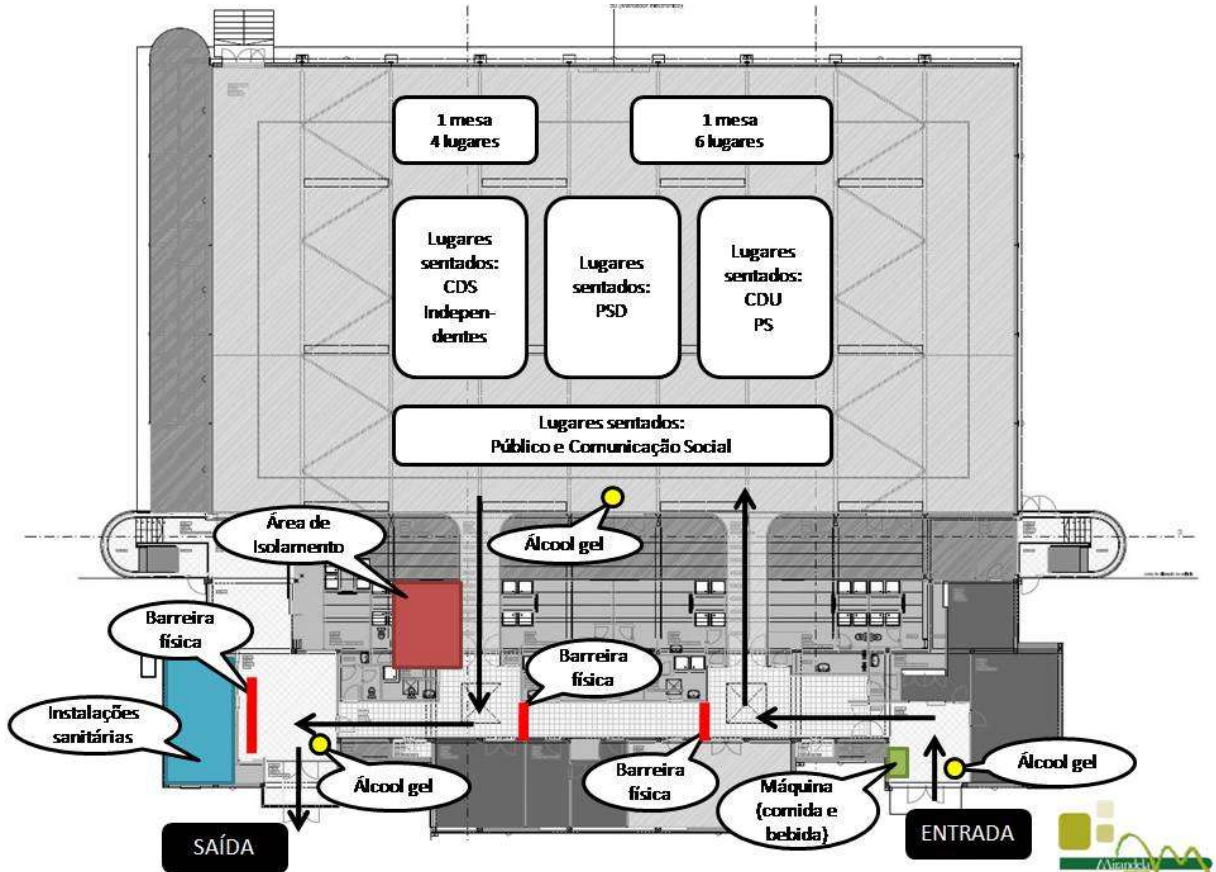 1 mesa
4 lugares
1 mesa
6 lugares
Lugares
sentados:
CDS
Indepen-
dentes
Lugares
sentados:
PSD
Lugares
sentados:
CDU
PS
Lugares sentados:
Público e Comunicação Social
Área de
Isolamento
Álcool gel
Barreira
física
Barreira
física
Instalações
sanitárias
Álcool gel
Barreira
física
Máquina
(comida e
bebida)
Álcool gel
SAÍDA
ENTRADA
Mirandela